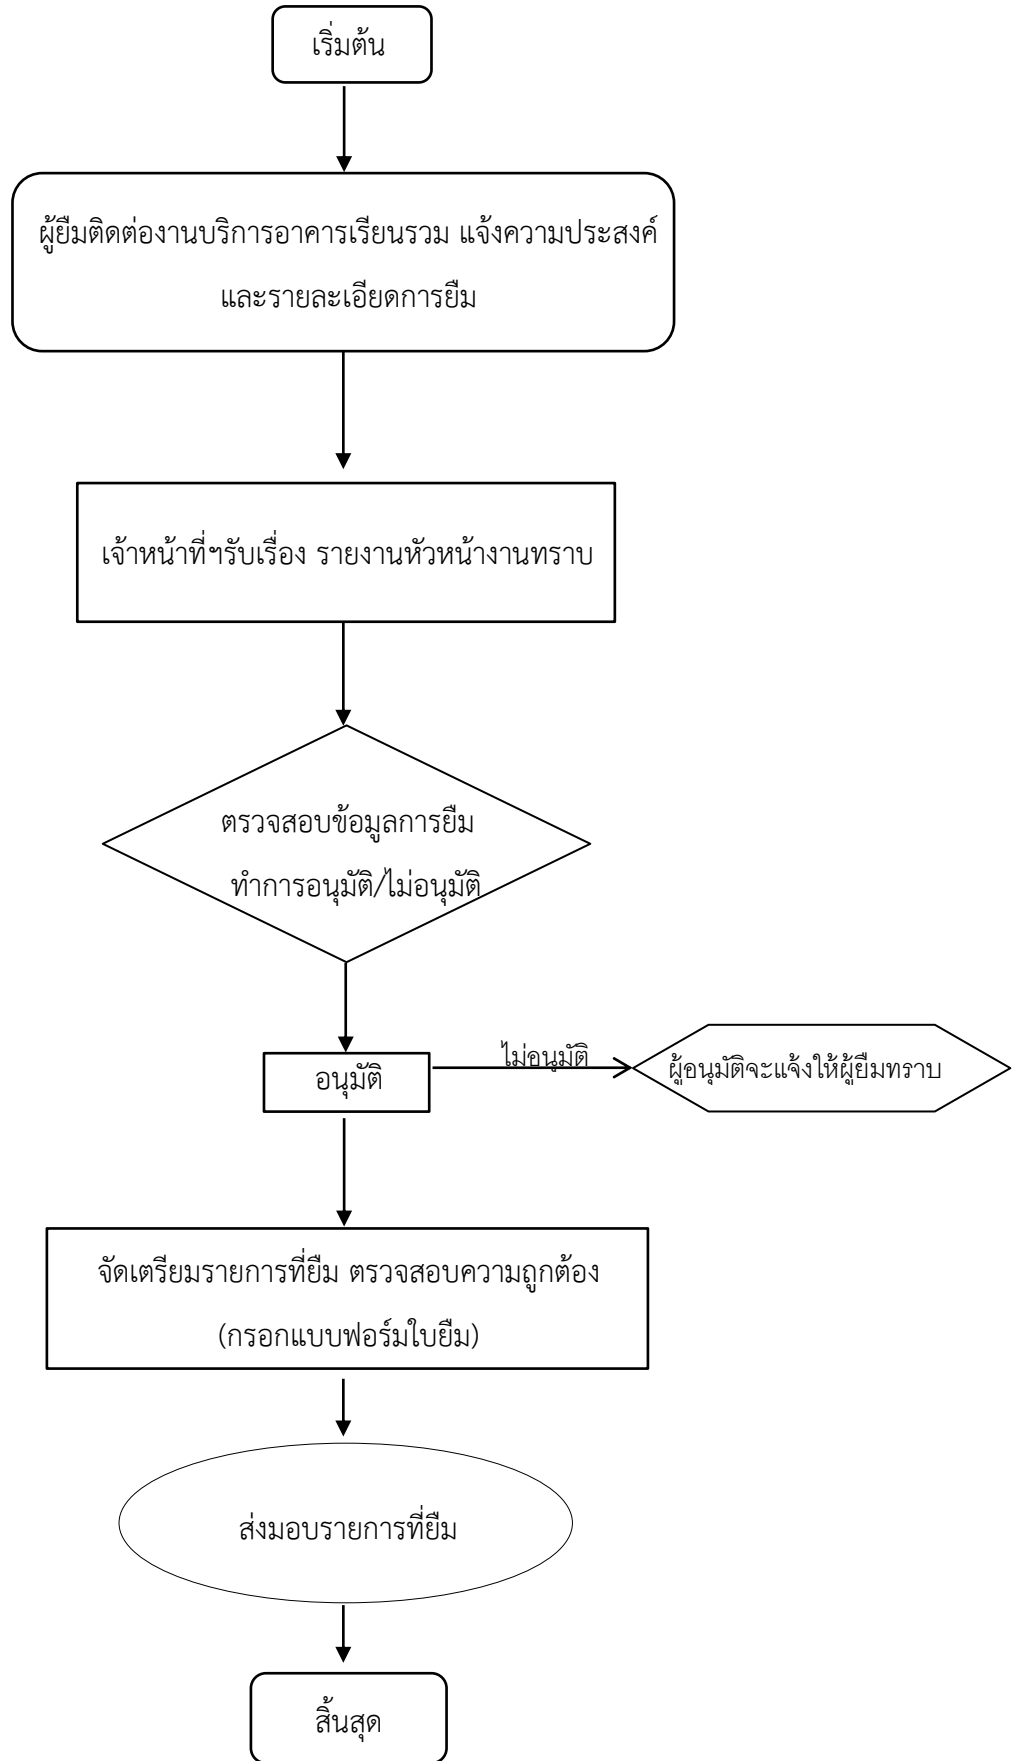 เริ่มต้น
ผู้ยืมติดต่องานบริการอาคารเรียนรวม แจ้งความประสงค์
และรายละเอียดการยืม
เจ้าหน้าที่ฯรับเรื่อง รายงานหัวหน้างานทราบ
ตรวจสอบข้อมูลการยืม
ทำการอนุมัติ/ไม่อนุมัติ
อนุมัติ
ไม่อนุมัติ
ผู้อนุมัติจะแจ้งให้ผู้ยืมทราบ
จัดเตรียมรายการที่ยืม ตรวจสอบความถูกต้อง
(กรอกแบบฟอร์มใบยืม)
ส่งมอบรายการที่ยืม
สิ้นสุด